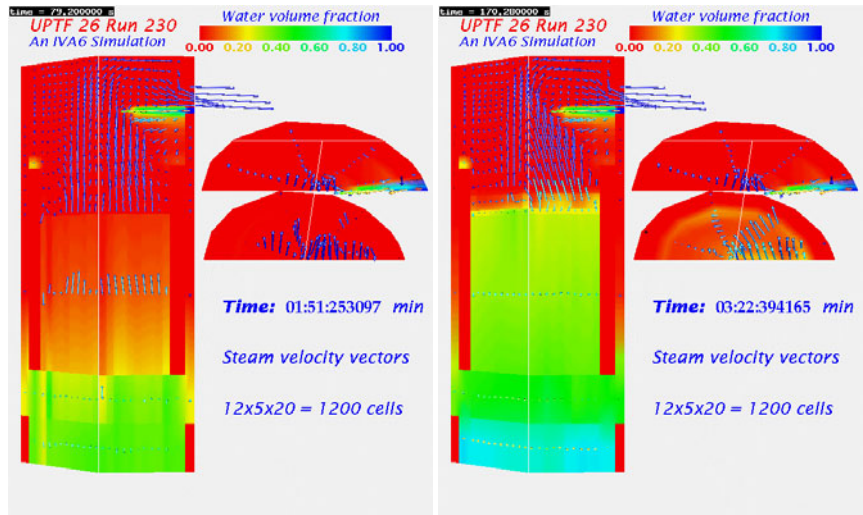 time = 79.200000 s
UPTF 26 Run 230
An IVA6 Simulation
Water volume fraction
0.00 0.20 0.40 0.60 0.80 1.00
Time: 01:51:253097 min
Steam velocity vectors
12x5x20 = 1200 cells
time = 170.280000 s
UPTF 26 Run 230
An IVA6 Simulation
Water volume fraction
0.00 0.20 0.40 0.60 0.80 1.00
Time: 03:22:394165 min
Steam velocity vectors
12x5x20 = 1200 cells